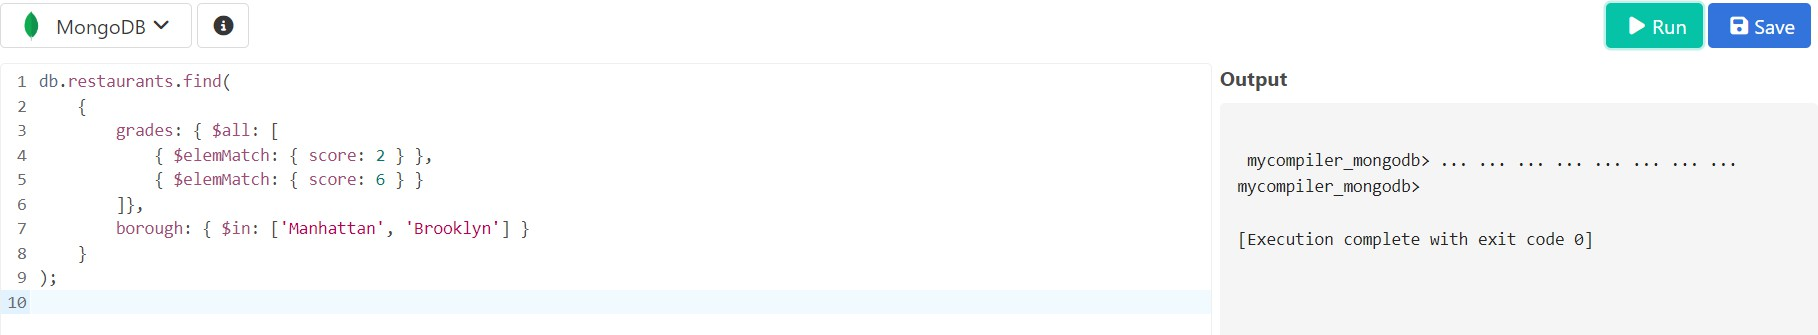 MongoDB
Run
Save
1 db.restaurants.find(
2     {
3         grades: { $all: [
4             { $elemMatch: { score: 2 } },
5             { $elemMatch: { score: 6 } }
6         ]},
7         borough: { $in: ['Manhattan', 'Brooklyn'] }
8     }
9 );
10
Output
mycompiler_mongodb> ... ... ... ... ... ... ... ...
mycompiler_mongodb>
[Execution complete with exit code 0]